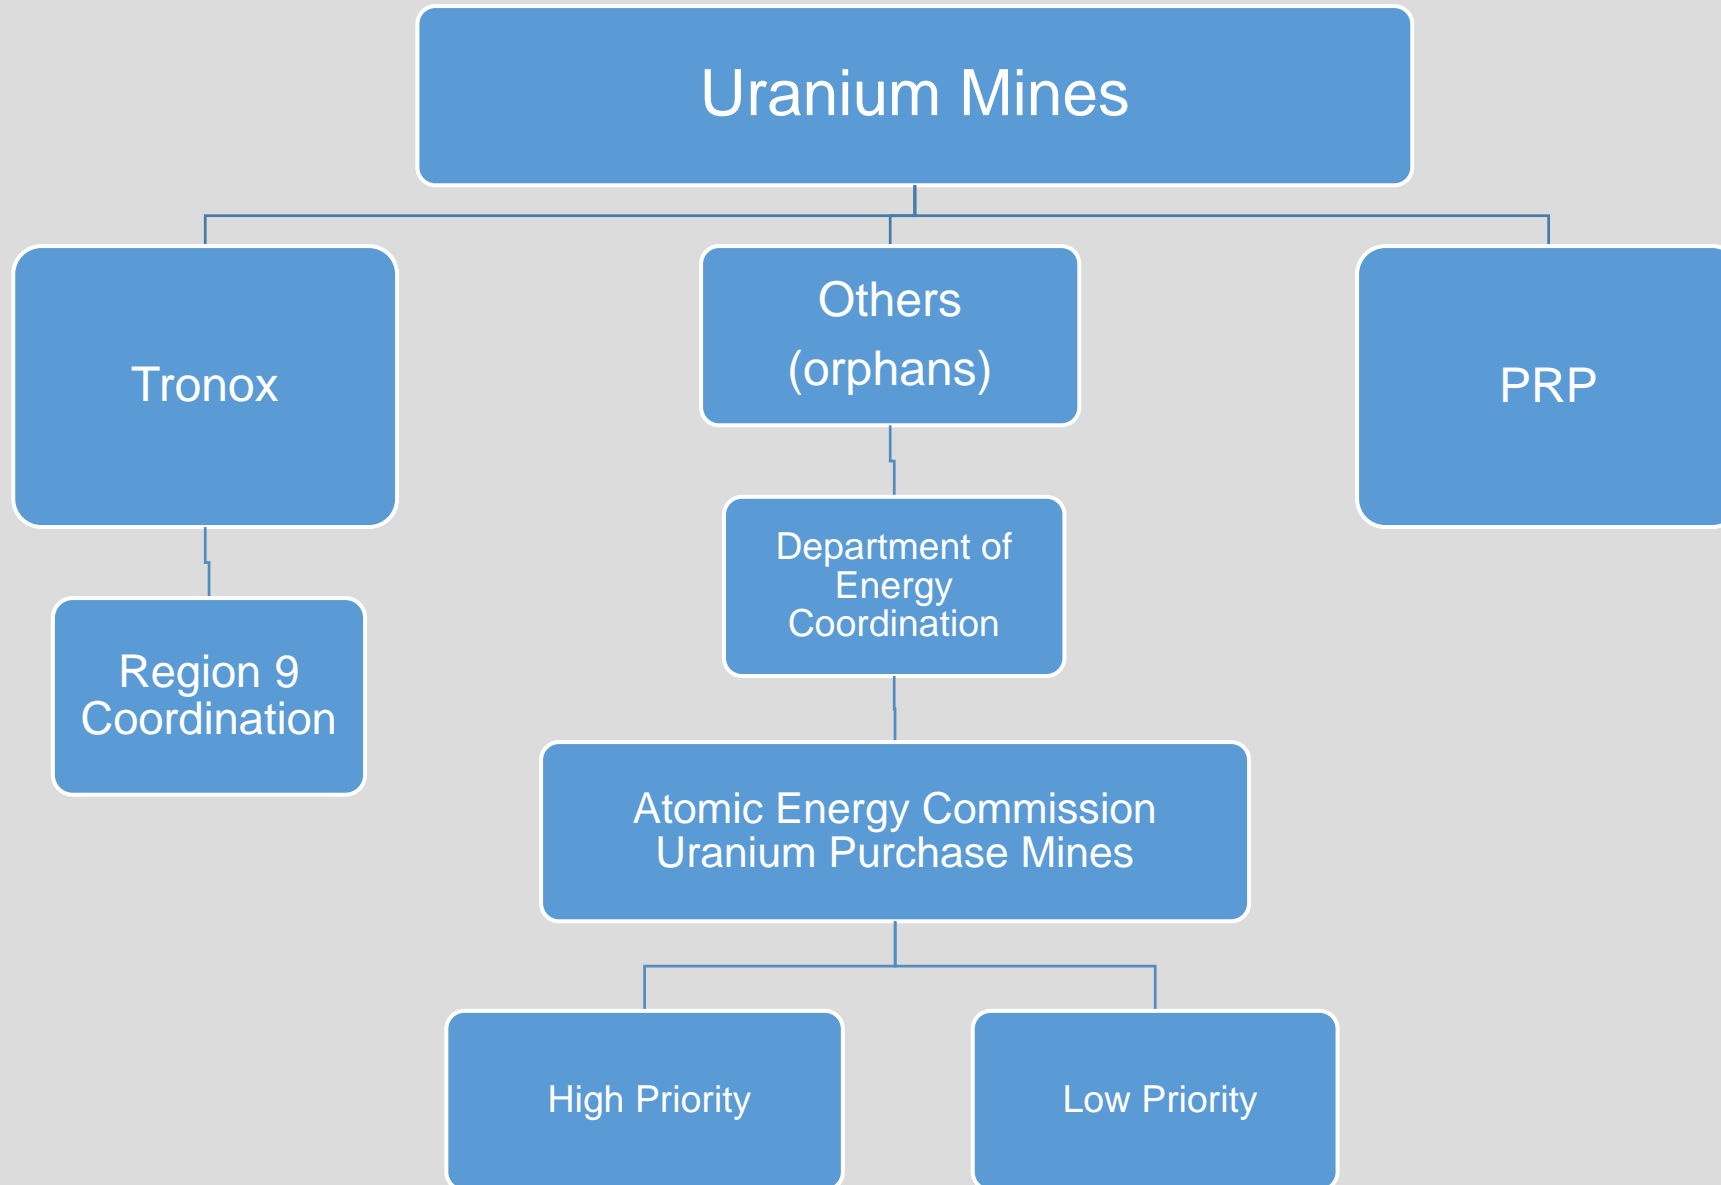 Uranium Mines
Tronox
Others
(orphans)
PRP
Region 9
Coordination
Department of
Energy
Coordination
Atomic Energy Commission
Uranium Purchase Mines
High Priority
Low Priority